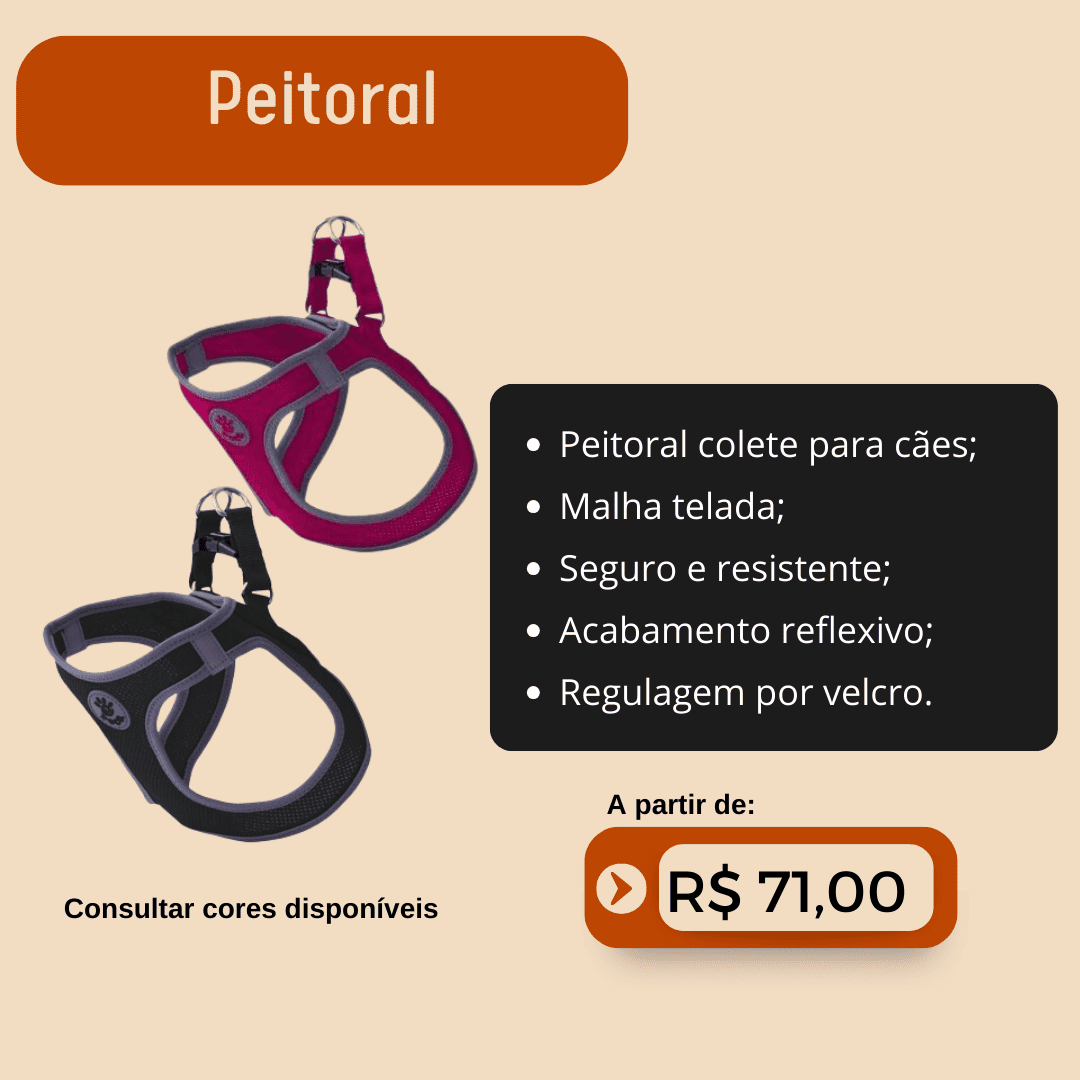 Peitoral
• Peitoral colete para cães;
• Malha telada;
• Seguro e resistente;
• Acabamento reflexivo;
• Regulagem por velcro.
A partir de:
R$ 71,00
Consultar cores disponíveis